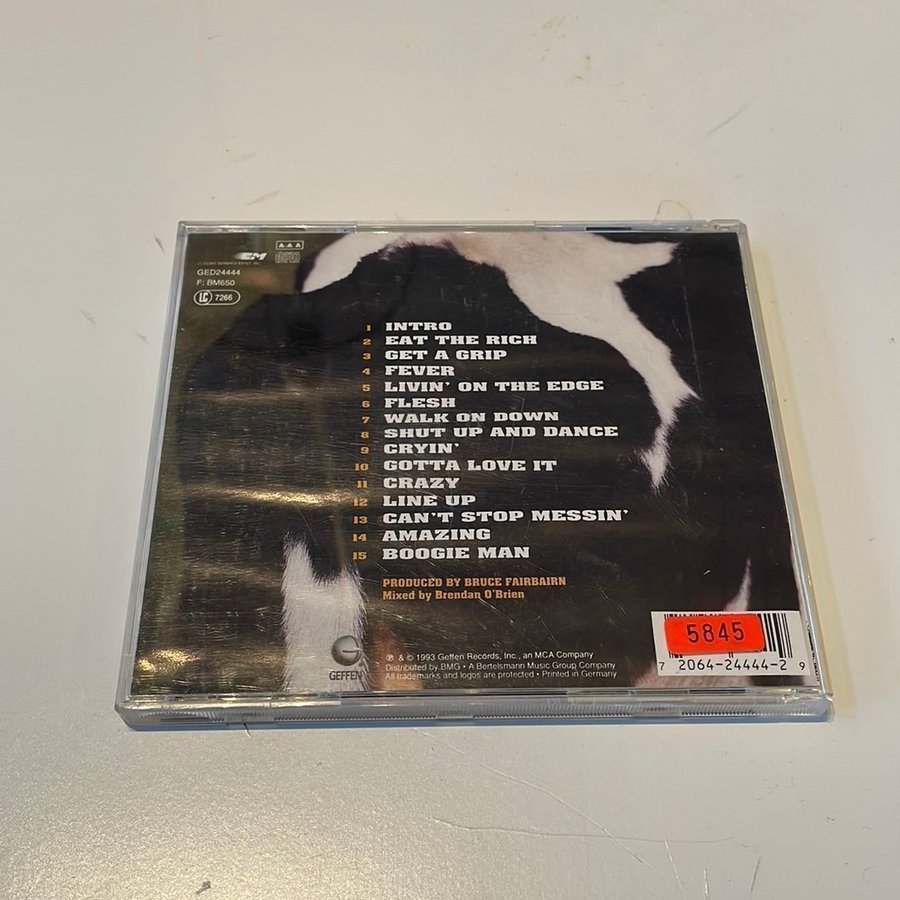 CM
AAA
GED24444
F: BM650
LC 7266
1 INTRO
2 EAT THE RICH
3 GET A GRIP
4 FEVER
5 LIVIN' ON THE EDGE
6 FLESH
7 WALK ON DOWN
8 SHUT UP AND DANCE
9 CRYIN'
10 GOTTA LOVE IT
11 CRAZY
12 LINE UP
13 CAN'T STOP MESSIN'
14 AMAZING
15 BOOGIE MAN
PRODUCED BY BRUCE FAIRBAIRN
Mixed by Brendan O'Brien
GEFFEN
℗ & © 1993 Geffen Records, Inc., an MCA Company
Distributed by BMG • A Bertelsmann Music Group Company
All trademarks and logos are protected • Printed in Germany
5845
7 2064-24444-2 9